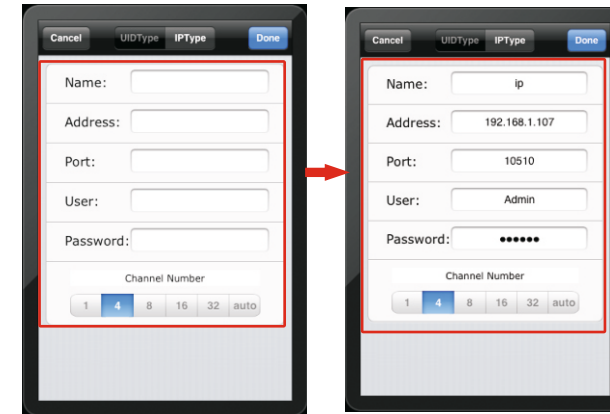 Cancel UIDType IPType Done
Name:
Address:
Port:
User:
Password:
Channel Number
1 4 8 16 32 auto
Cancel UIDType IPType Done
Name: ip
Address: 192.168.1.107
Port: 10510
User: Admin
Password: ••••••
Channel Number
1 4 8 16 32 auto